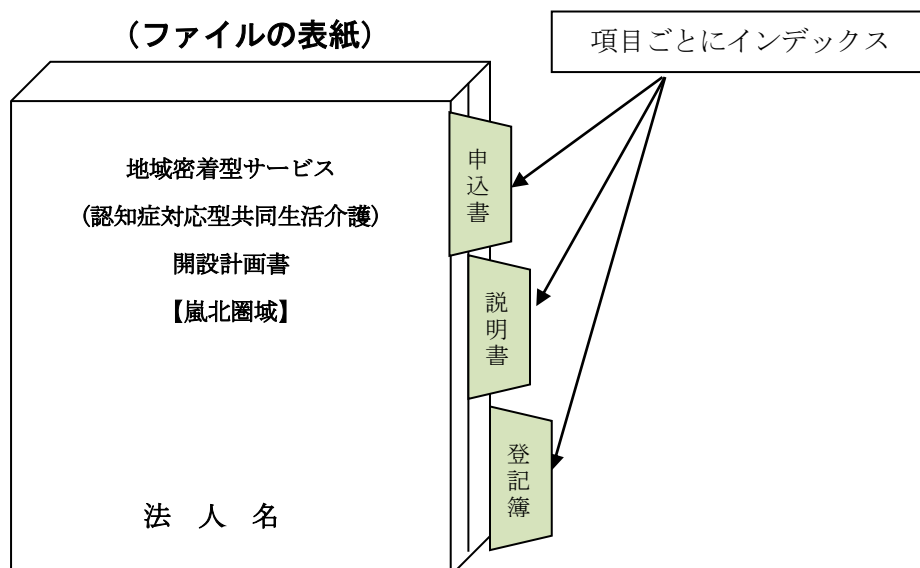 （ファイルの表紙）
項目ごとにインデックス
地域密着型サービス
（認知症対応型共同生活介護）
開設計画書
【嵐北圏域】
法　人　名
申込書
説明書
登記簿